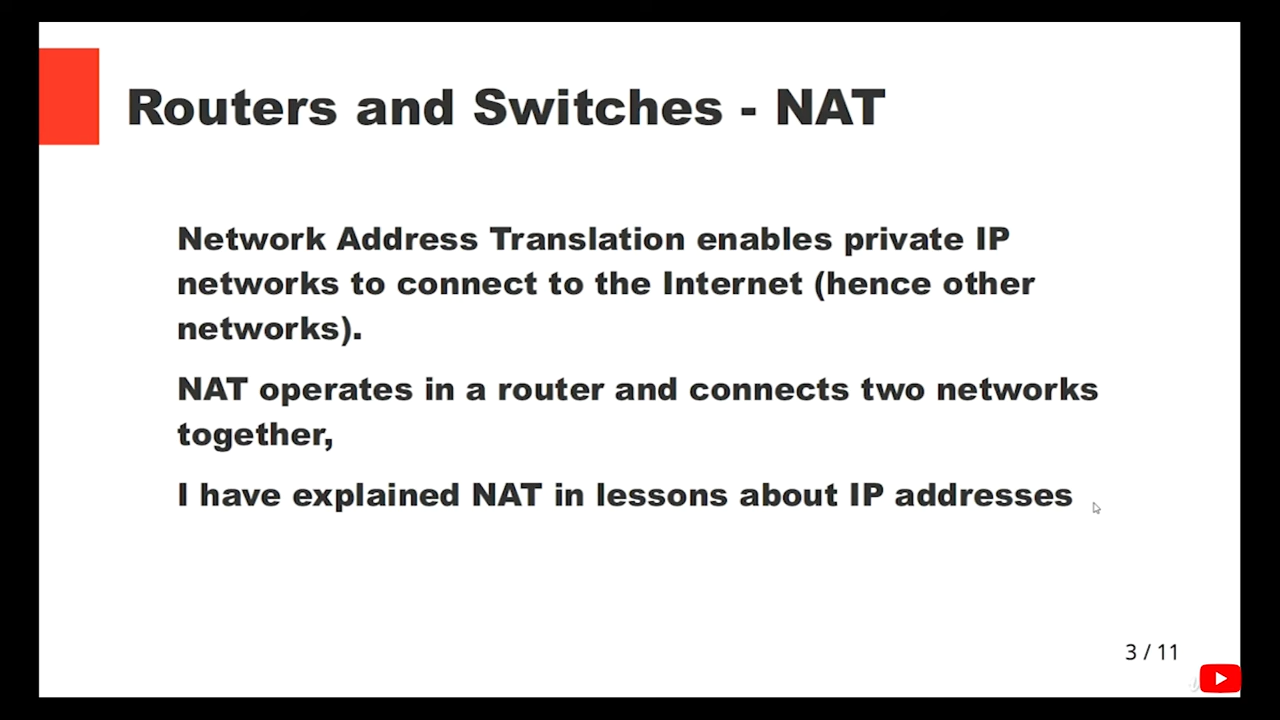 Routers and Switches - NAT
Network Address Translation enables private IP
networks to connect to the Internet (hence other
networks).
NAT operates in a router and connects two networks
together,
I have explained NAT in lessons about IP addresses
3 / 11